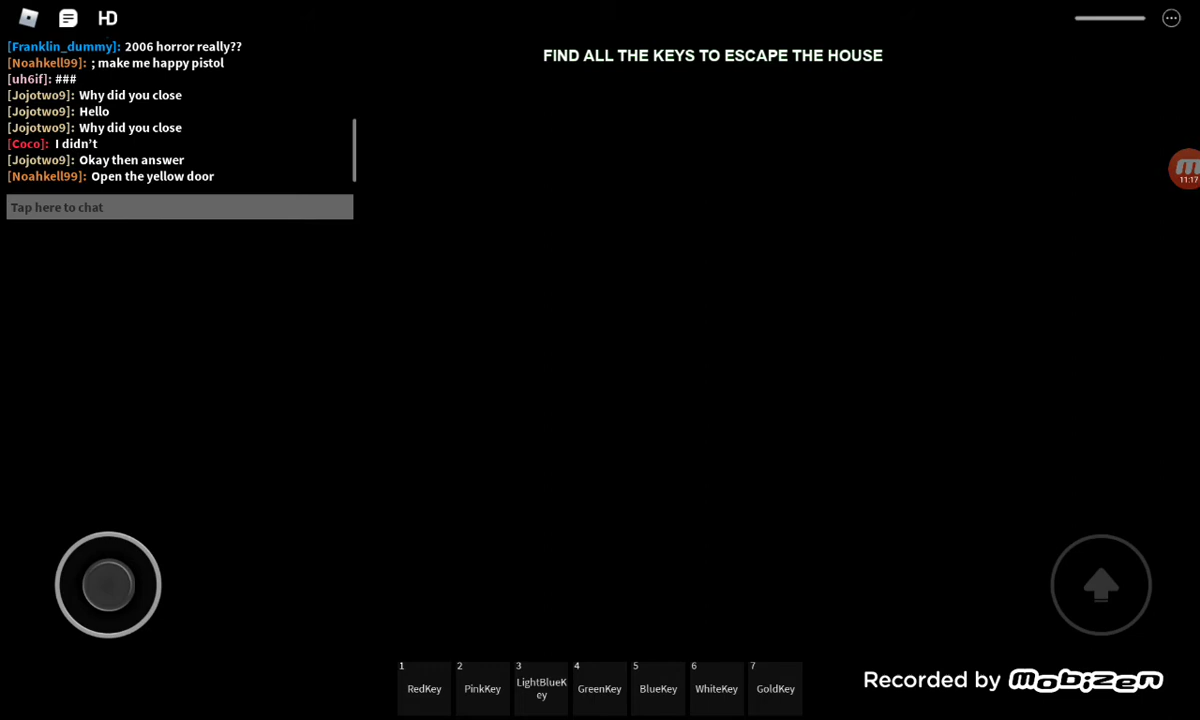 HD
[Franklin_dummy]: 2006 horror really??
[Noahkell99]: ; make me happy pistol
[uh6if]: ###
[Jojotwo9]: Why did you close
[Jojotwo9]: Hello
[Jojotwo9]: Why did you close
[Coco]: I didn't
[Jojotwo9]: Okay then answer
[Noahkell99]: Open the yellow door
Tap here to chat
FIND ALL THE KEYS TO ESCAPE THE HOUSE
11:17
1 RedKey
2 PinkKey
3 LightBlueK
ey
4 GreenKey
5 BlueKey
6 WhiteKey
7 GoldKey
Recorded by mobizen